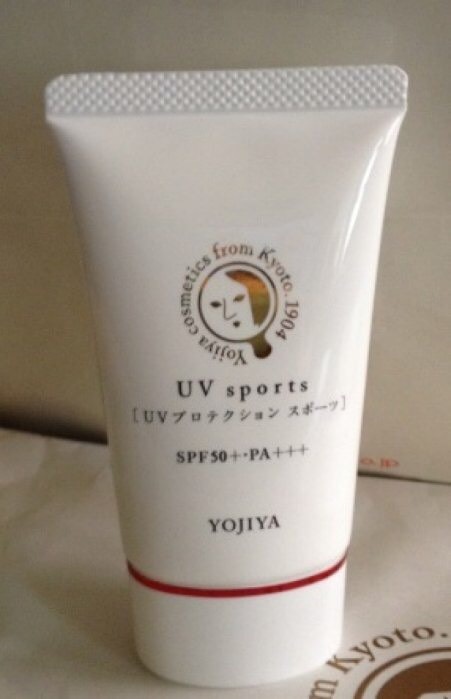 Yojiya cosmetics from Kyoto. 1904
UV sports
[UVプロテクション スポーツ]
SPF50+・PA+++
YOJIYA
o.jp
m Kyoto.